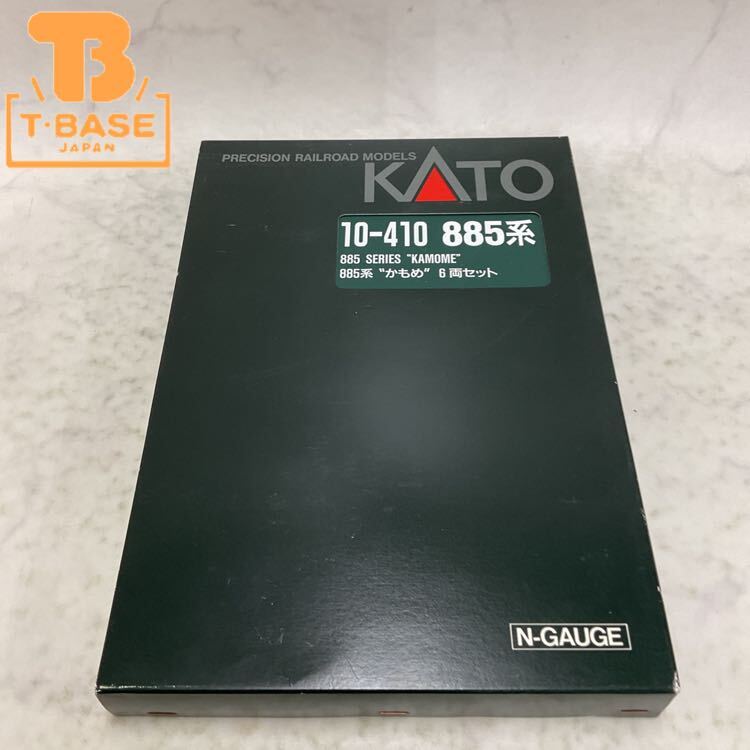 TB
T·BASE
JAPAN
PRECISION RAILROAD MODELS
KATO
10-410 885系
885 SERIES "KAMOME"
885系 "かもめ" 6両セット
N-GAUGE